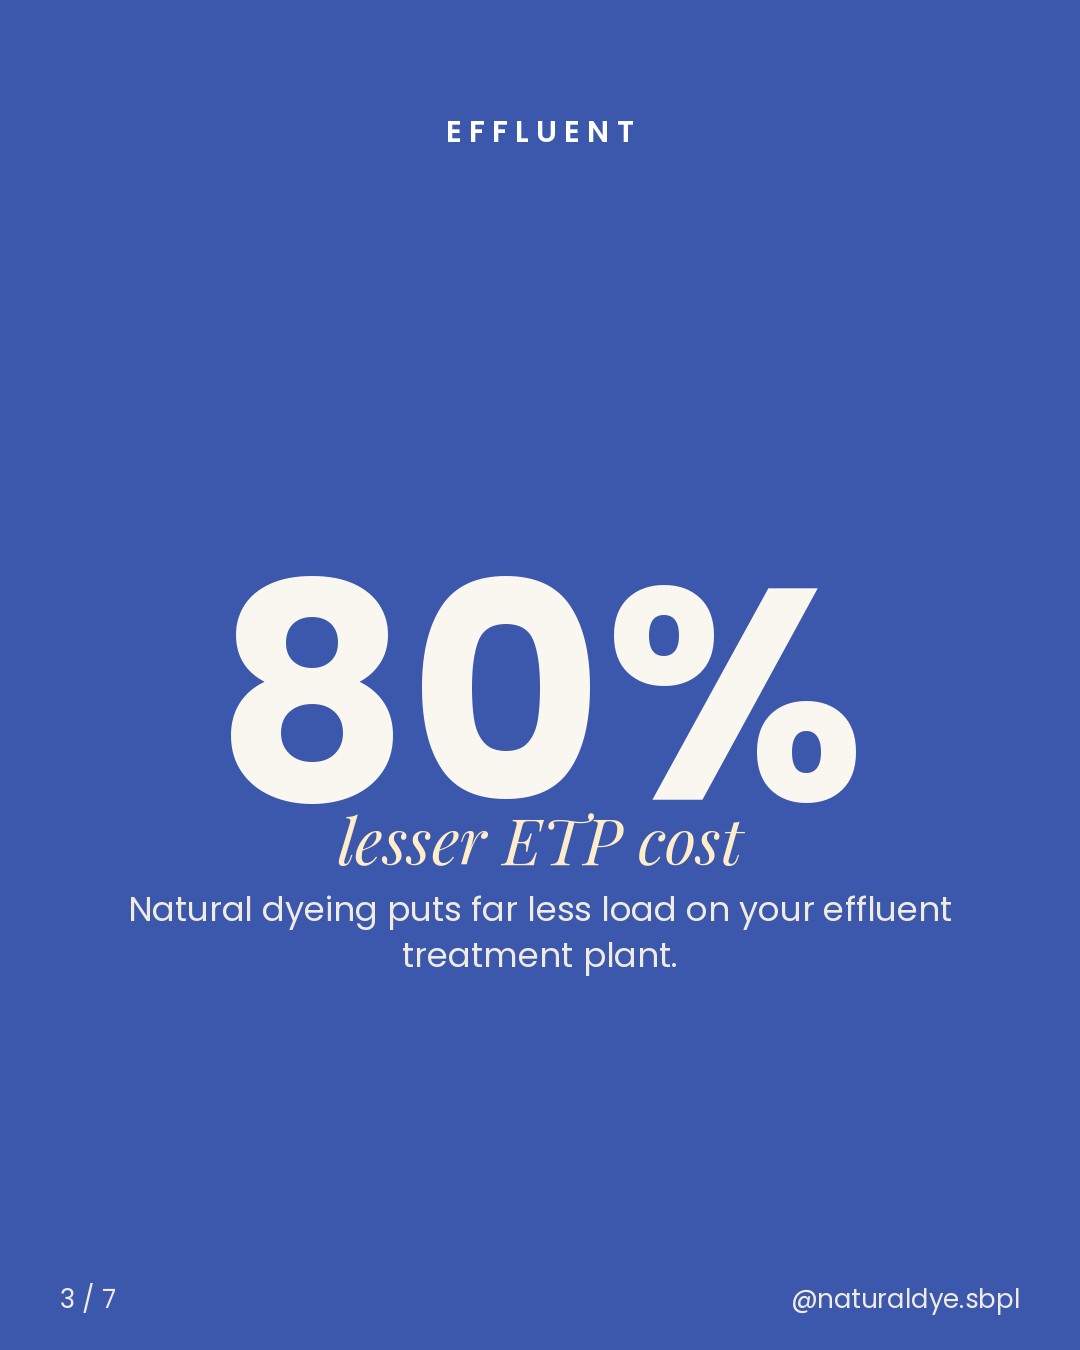 EFFLUENT
80%
lesser ETP cost
Natural dyeing puts far less load on your effluent
treatment plant.
3 / 7
@naturaldye.sbpl